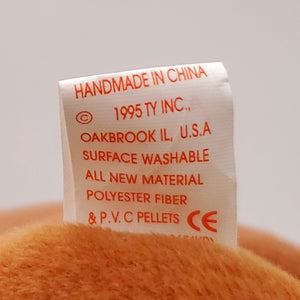 HANDMADE IN CHINA
© 1995 TY INC.,
OAKBROOK IL, U.S.A
SURFACE WASHABLE
ALL NEW MATERIAL
POLYESTER FIBER
& P.V.C PELLETS CE